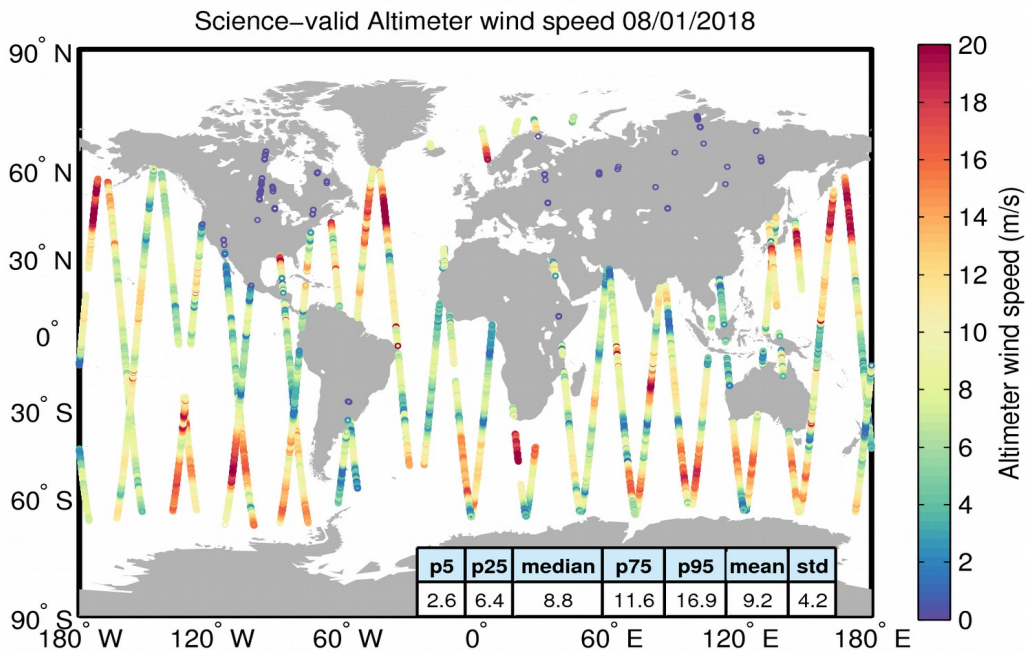 Science−valid Altimeter wind speed 08/01/2018
90° N
60° N
30° N
0°
30° S
60° S
90° S
180° W
120° W
60° W
0°
60° E
120° E
180° E
p5 p25 median p75 p95 mean std
2.6 6.4 8.8 11.6 16.9 9.2 4.2
20
18
16
14
12
10
8
6
4
2
0
Altimeter wind speed (m/s)